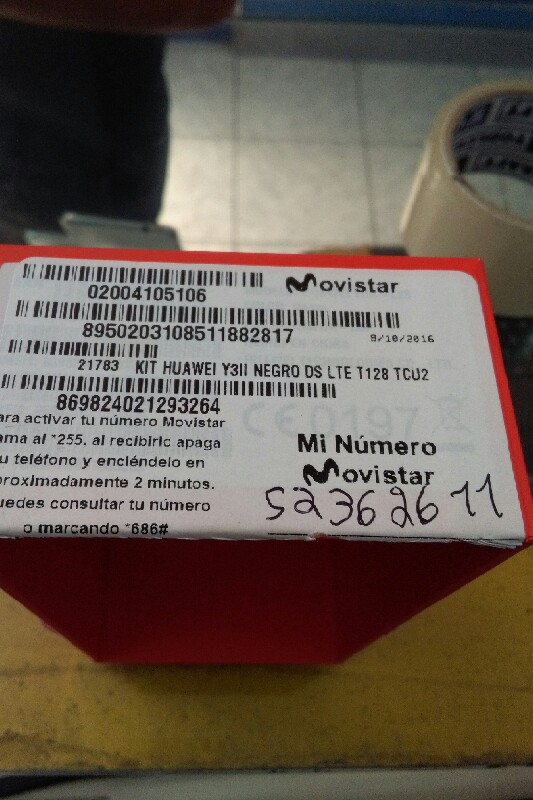 Movistar
02004105106
8950203108511882817
9/10/2016
21783 KIT HUAWEI Y3II NEGRO DS LTE T128 TCU2
869824021293264
CE0197
ara activar tu número Movistar
ama al *255, al recibirlc apaga
u teléfono y enciéndelo en
proximadamente 2 minutos.
uedes consultar tu número
o marcando *686#
Mi Número
Movistar
52362611